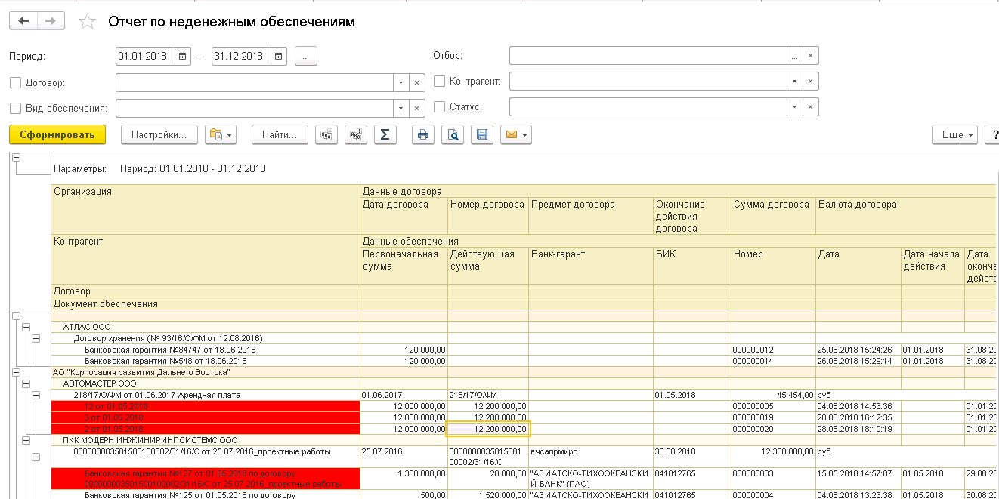 Отчет по неденежным обеспечениям
Период: 01.01.2018 – 31.12.2018 ... Отбор: ...
Договор: Контрагент:
Вид обеспечения: Статус:
Сформировать Настройки... Найти... Σ Еще ?
Параметры: Период: 01.01.2018 - 31.12.2018
Организация Данные договора
Дата договора Номер договора Предмет договора Окончание действия договора Сумма договора Валюта договора
Контрагент Данные обеспечения
Первоначальная сумма Действующая сумма Банк-гарант БИК Номер Дата Дата начала действия Дата оконча действ
Договор
Документ обеспечения
АТЛАС ООО
Договор хранения (№ 93/16/О/ФМ от 12.08.2016)
Банковская гарантия №84747 от 18.06.2018 120 000,00 000000012 25.06.2018 15:24:26 01.01.2018 31.08.20
Банковская гарантия №548 от 18.06.2018 120 000,00 000000014 26.06.2018 15:29:14 01.01.2018 31.08.20
АО "Корпорация развития Дальнего Востока"
АВТОМАСТЕР ООО
218/17/О/ФМ от 01.06.2017 Арендная плата 01.06.2017 218/17/О/ФМ 01.05.2018 45 454,00 руб
12 от 01.05.2018 12 000 000,00 12 200 000,00 000000005 04.06.2018 14:53:36 01.01.20
3 от 01.05.2018 12 000 000,00 12 200 000,00 000000019 28.08.2018 16:12:35 01.01.20
2 от 01.05.2018 12 000 000,00 12 200 000,00 000000020 28.08.2018 18:10:19 01.01.20
ПКК МОДЕРН ИНЖИНИРИНГ СИСТЕМС ООО
000000003501500100002/31/16/С от 25.07.2016_проектные работы 25.07.2016 0000000035015001 00002/31/16/С вчсапрмиро 30.08.2018 12 300 000,00 руб
Банковская гарантия №127 от 01.05.2018 по договору 1 300 000,00 20 000,00 "АЗИАТСКО-ТИХООКЕАНСКИ 041012765 000000003 15.05.2018 14:57:07 01.05.2018 29.08.20
000000003501500100002/31/16/С от 25.07.2016_проектные работы Й БАНК" (ПАО)
Банковская гарантия №125 от 01.05.2018 по договору 500,00 1 520 000,00 "АЗИАТСКО-ТИХООКЕАНСКИ 041012765 000000004 04.06.2018 13:23:38 01.05.2018 30.08.20